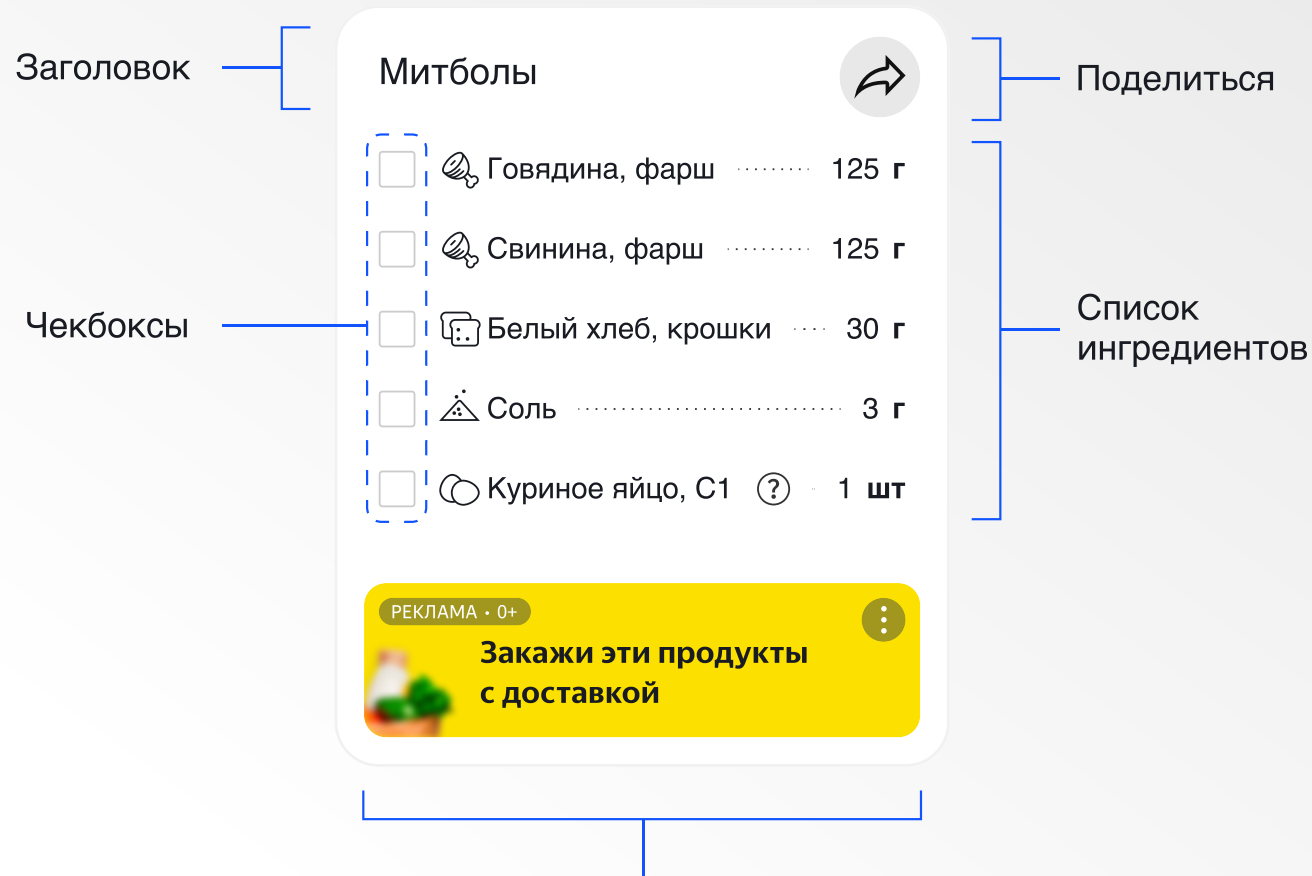 Заголовок
Митболы
Поделиться
Говядина, фарш 125 г
Свинина, фарш 125 г
Чекбоксы
Белый хлеб, крошки 30 г
Список
ингредиентов
Соль 3 г
Куриное яйцо, С1 ? 1 шт
РЕКЛАМА • 0+
Закажи эти продукты
с доставкой